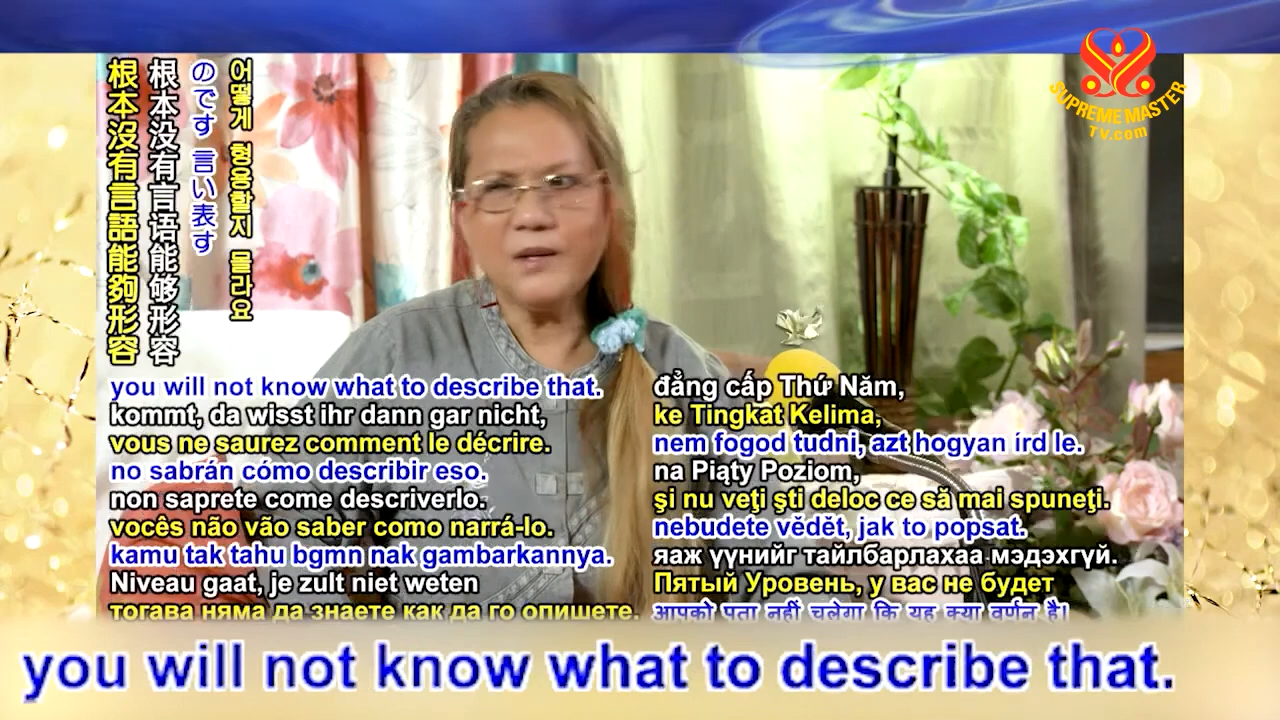 SUPREME MASTER
TV.com
根本沒有言語能夠形容
根本没有言语能够形容
のです 言い表す
어떻게 형용할지 몰라요
you will not know what to describe that.
kommt, da wisst ihr dann gar nicht,
vous ne saurez comment le décrire.
no sabrán cómo describir eso.
non saprete come descriverlo.
vocês não vão saber como narrá-lo.
kamu tak tahu bgmn nak gambarkannya.
Niveau gaat, je zult niet weten
тогава няма да знаете как да го опишете.
đẳng cấp Thứ Năm,
ke Tingkat Kelima,
nem fogod tudni, azt hogyan írd le.
na Piąty Poziom,
şi nu veţi şti deloc ce să mai spuneţi.
nebudete vědět, jak to popsat.
яаж үүнийг тайлбарлахаа мэдэхгүй.
Пятый Уровень, у вас не будет
आपको पता नहीं चलेगा कि यह क्या वर्णन है।
you will not know what to describe that.